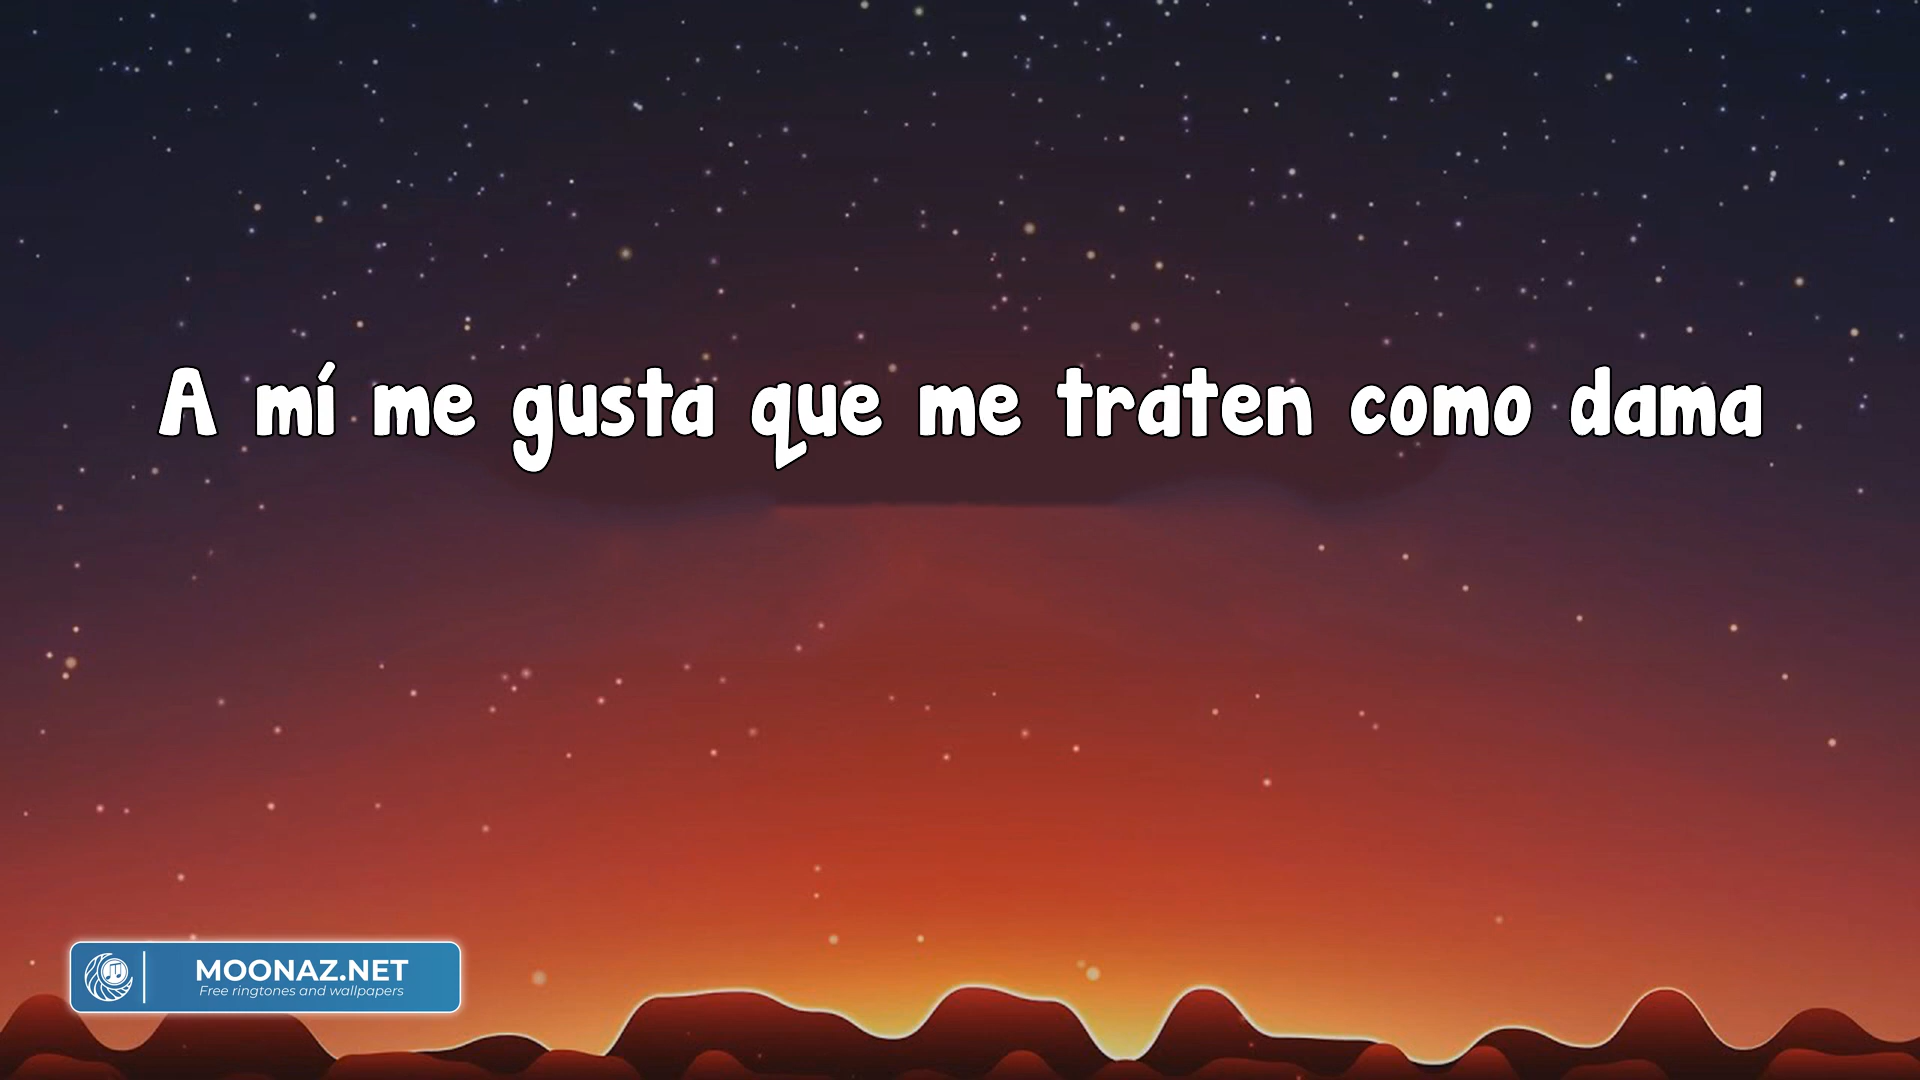 A mí me gusta que me traten como dama
MOONAZ.NET
Free ringtones and wallpapers